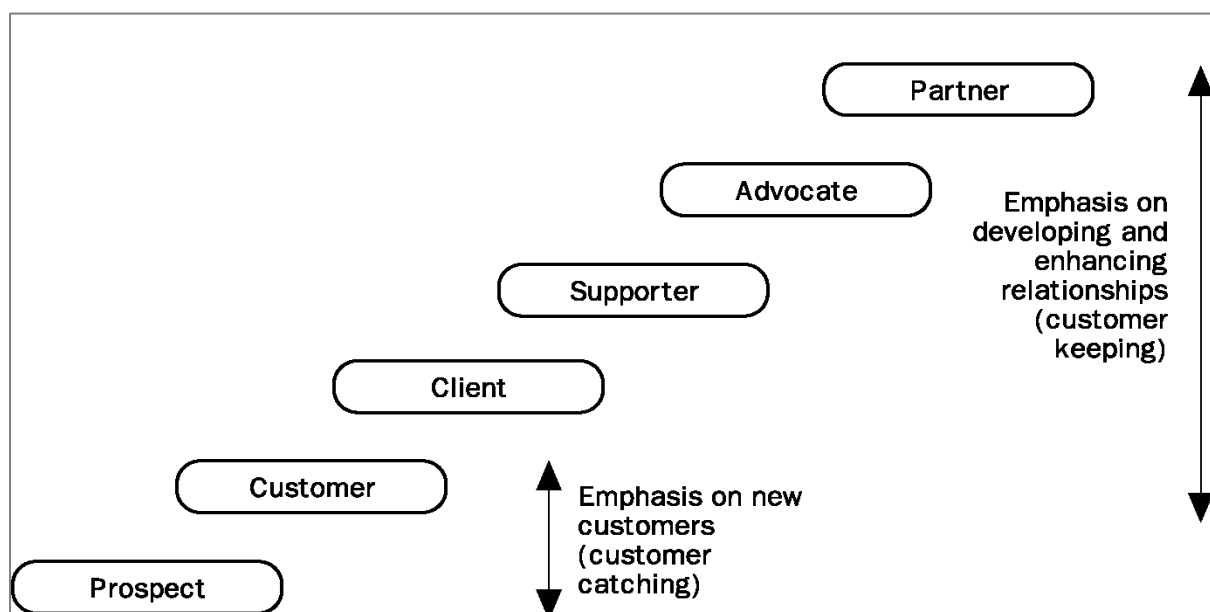 Partner
Advocate
Emphasis on
developing and
enhancing
relationships
(customer
keeping)
Supporter
Client
Customer
Emphasis on new
customers
(customer
catching)
Prospect